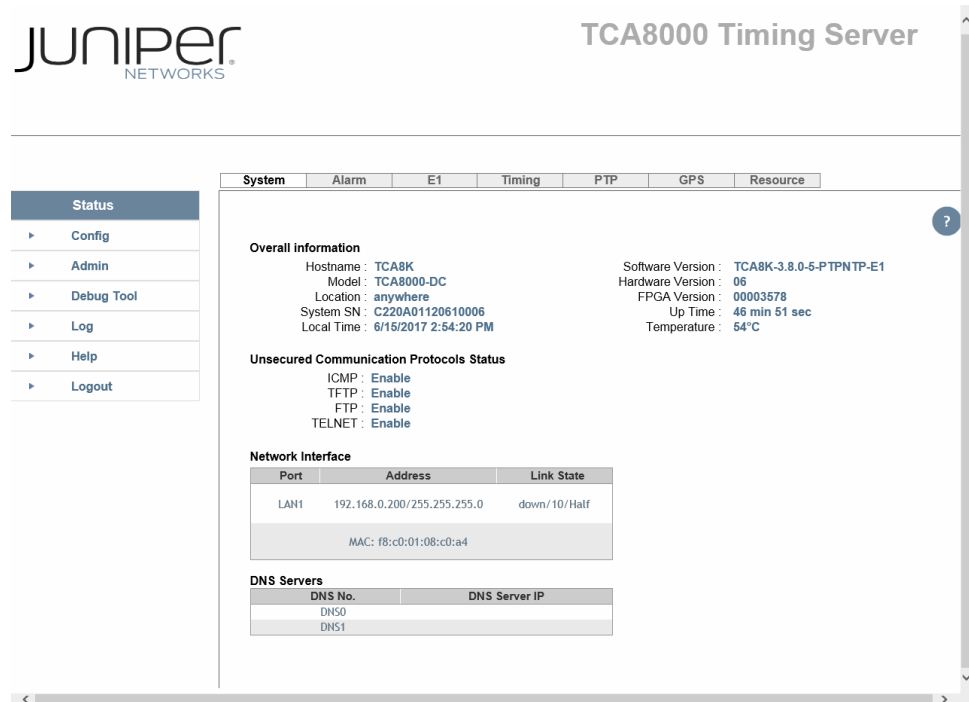 JUNIPER
NETWORKS
TCA8000 Timing Server
System Alarm E1 Timing PTP GPS Resource
Status
Config
Admin
Debug Tool
Log
Help
Logout
?
Overall information
Hostname : TCA8K
Model : TCA8000-DC
Location : anywhere
System SN : C220A01120610006
Local Time : 6/15/2017 2:54:20 PM
Software Version : TCA8K-3.8.0-5-PTPNTP-E1
Hardware Version : 06
FPGA Version : 00003578
Up Time : 46 min 51 sec
Temperature : 54°C
Unsecured Communication Protocols Status
ICMP : Enable
TFTP : Enable
FTP : Enable
TELNET : Enable
Network Interface
Port Address Link State
LAN1 192.168.0.200/255.255.255.0 down/10/Half
MAC: f8:c0:01:08:c0:a4
DNS Servers
DNS No. DNS Server IP
DNS0
DNS1